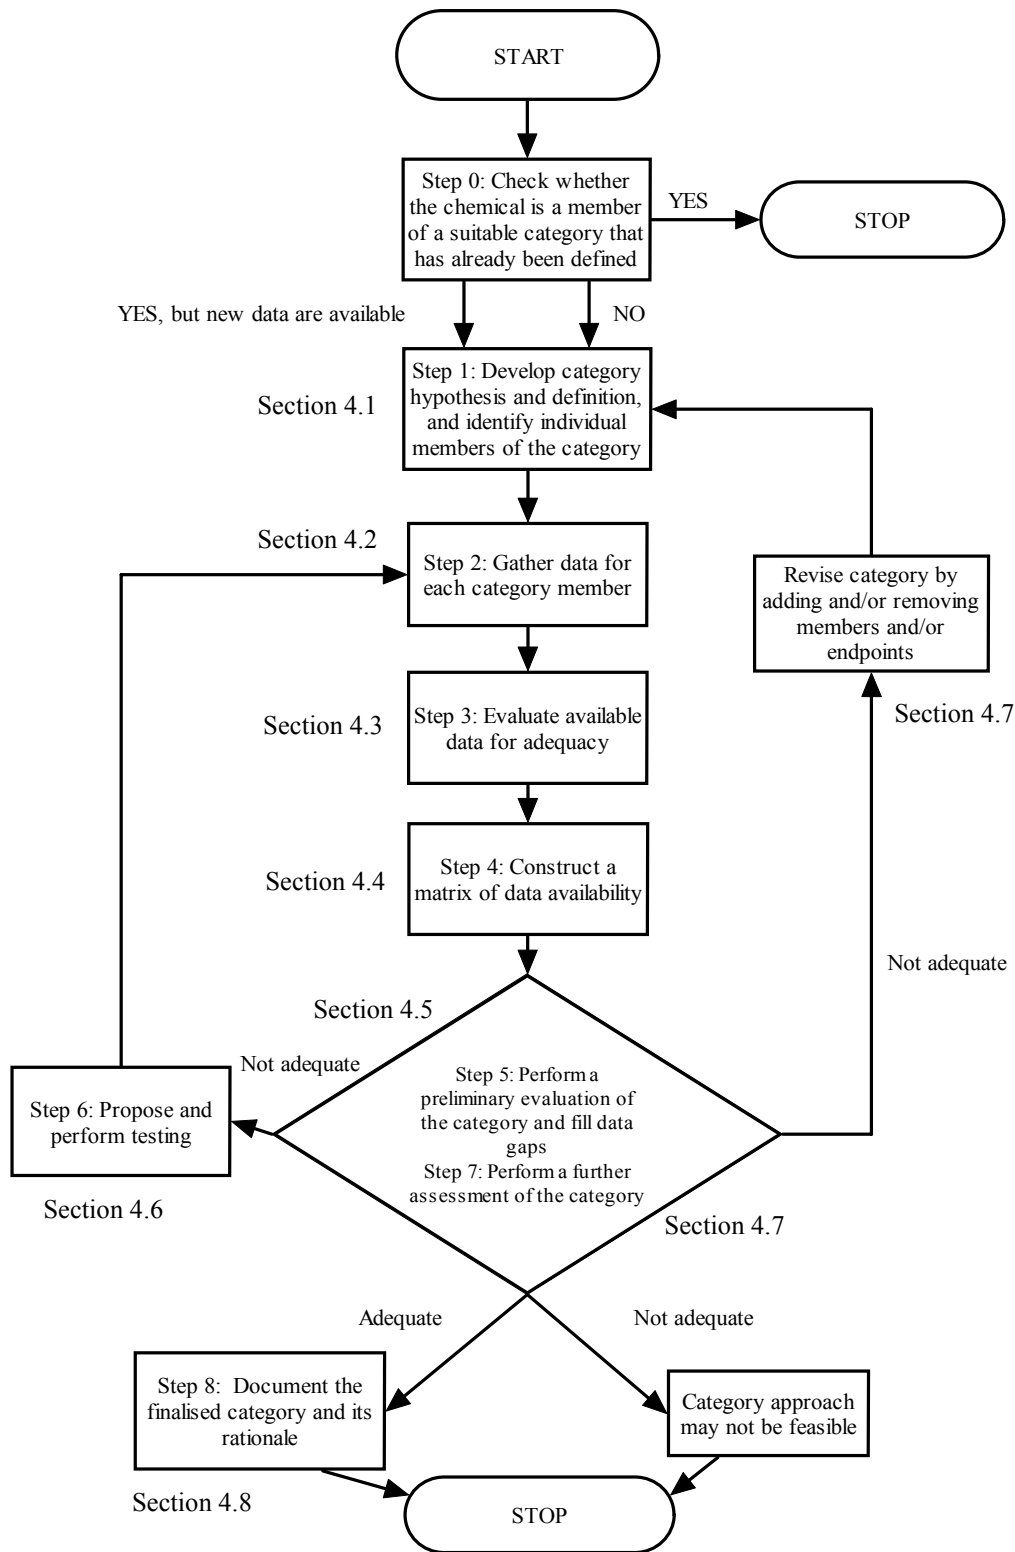 START
Step 0: Check whether
the chemical is a member
of a suitable category that
has already been defined
YES
STOP
YES, but new data are available
NO
Section 4.1
Step 1: Develop category
hypothesis and definition,
and identify individual
members of the category
Section 4.2
Step 2: Gather data for
each category member
Revise category by
adding and/or removing
members and/or
endpoints
Section 4.3
Step 3: Evaluate available
data for adequacy
Section 4.7
Section 4.4
Step 4: Construct a
matrix of data availability
Not adequate
Section 4.5
Not adequate
Step 6: Propose and
perform testing
Section 4.6
Step 5: Perform a
preliminary evaluation of
the category and fill data
gaps
Step 7: Perform a further
assessment of the category
Section 4.7
Adequate
Not adequate
Step 8: Document the
finalised category and its
rationale
Category approach
may not be feasible
Section 4.8
STOP